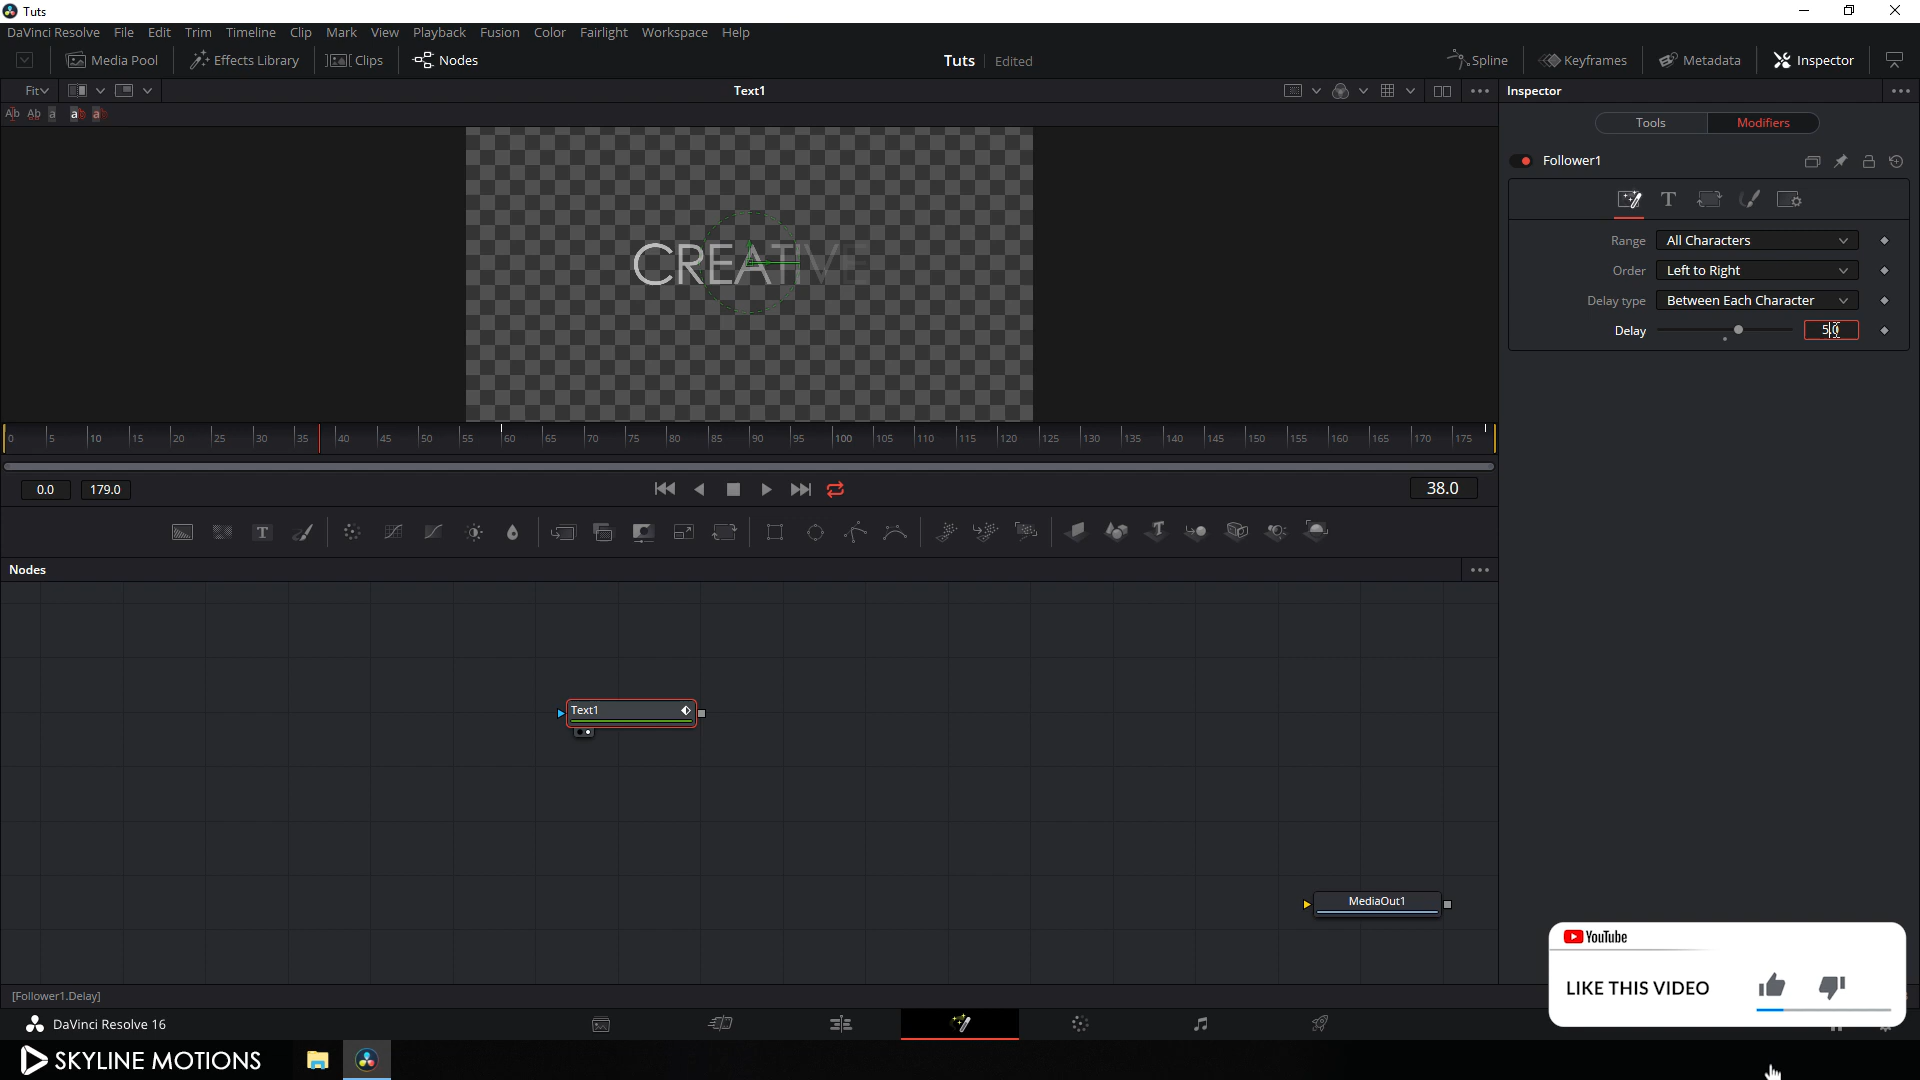 Tuts
DaVinci Resolve File Edit Trim Timeline Clip Mark View Playback Fusion Color Fairlight Workspace Help
Media Pool Effects Library Clips Nodes Tuts Edited Spline Keyframes Metadata Inspector
Fit Text1 Inspector
Tools Modifiers
Follower1
Range All Characters
Order Left to Right
Delay type Between Each Character
Delay 5.0
CREATIVE
0 5 10 15 20 25 30 35 40 45 50 55 60 65 70 75 80 85 90 95 100 105 110 115 120 125 130 135 140 145 150 155 160 165 170 175
0.0 179.0 38.0
Nodes
Text1
MediaOut1
YouTube
LIKE THIS VIDEO
[Follower1.Delay]
DaVinci Resolve 16
SKYLINE MOTIONS